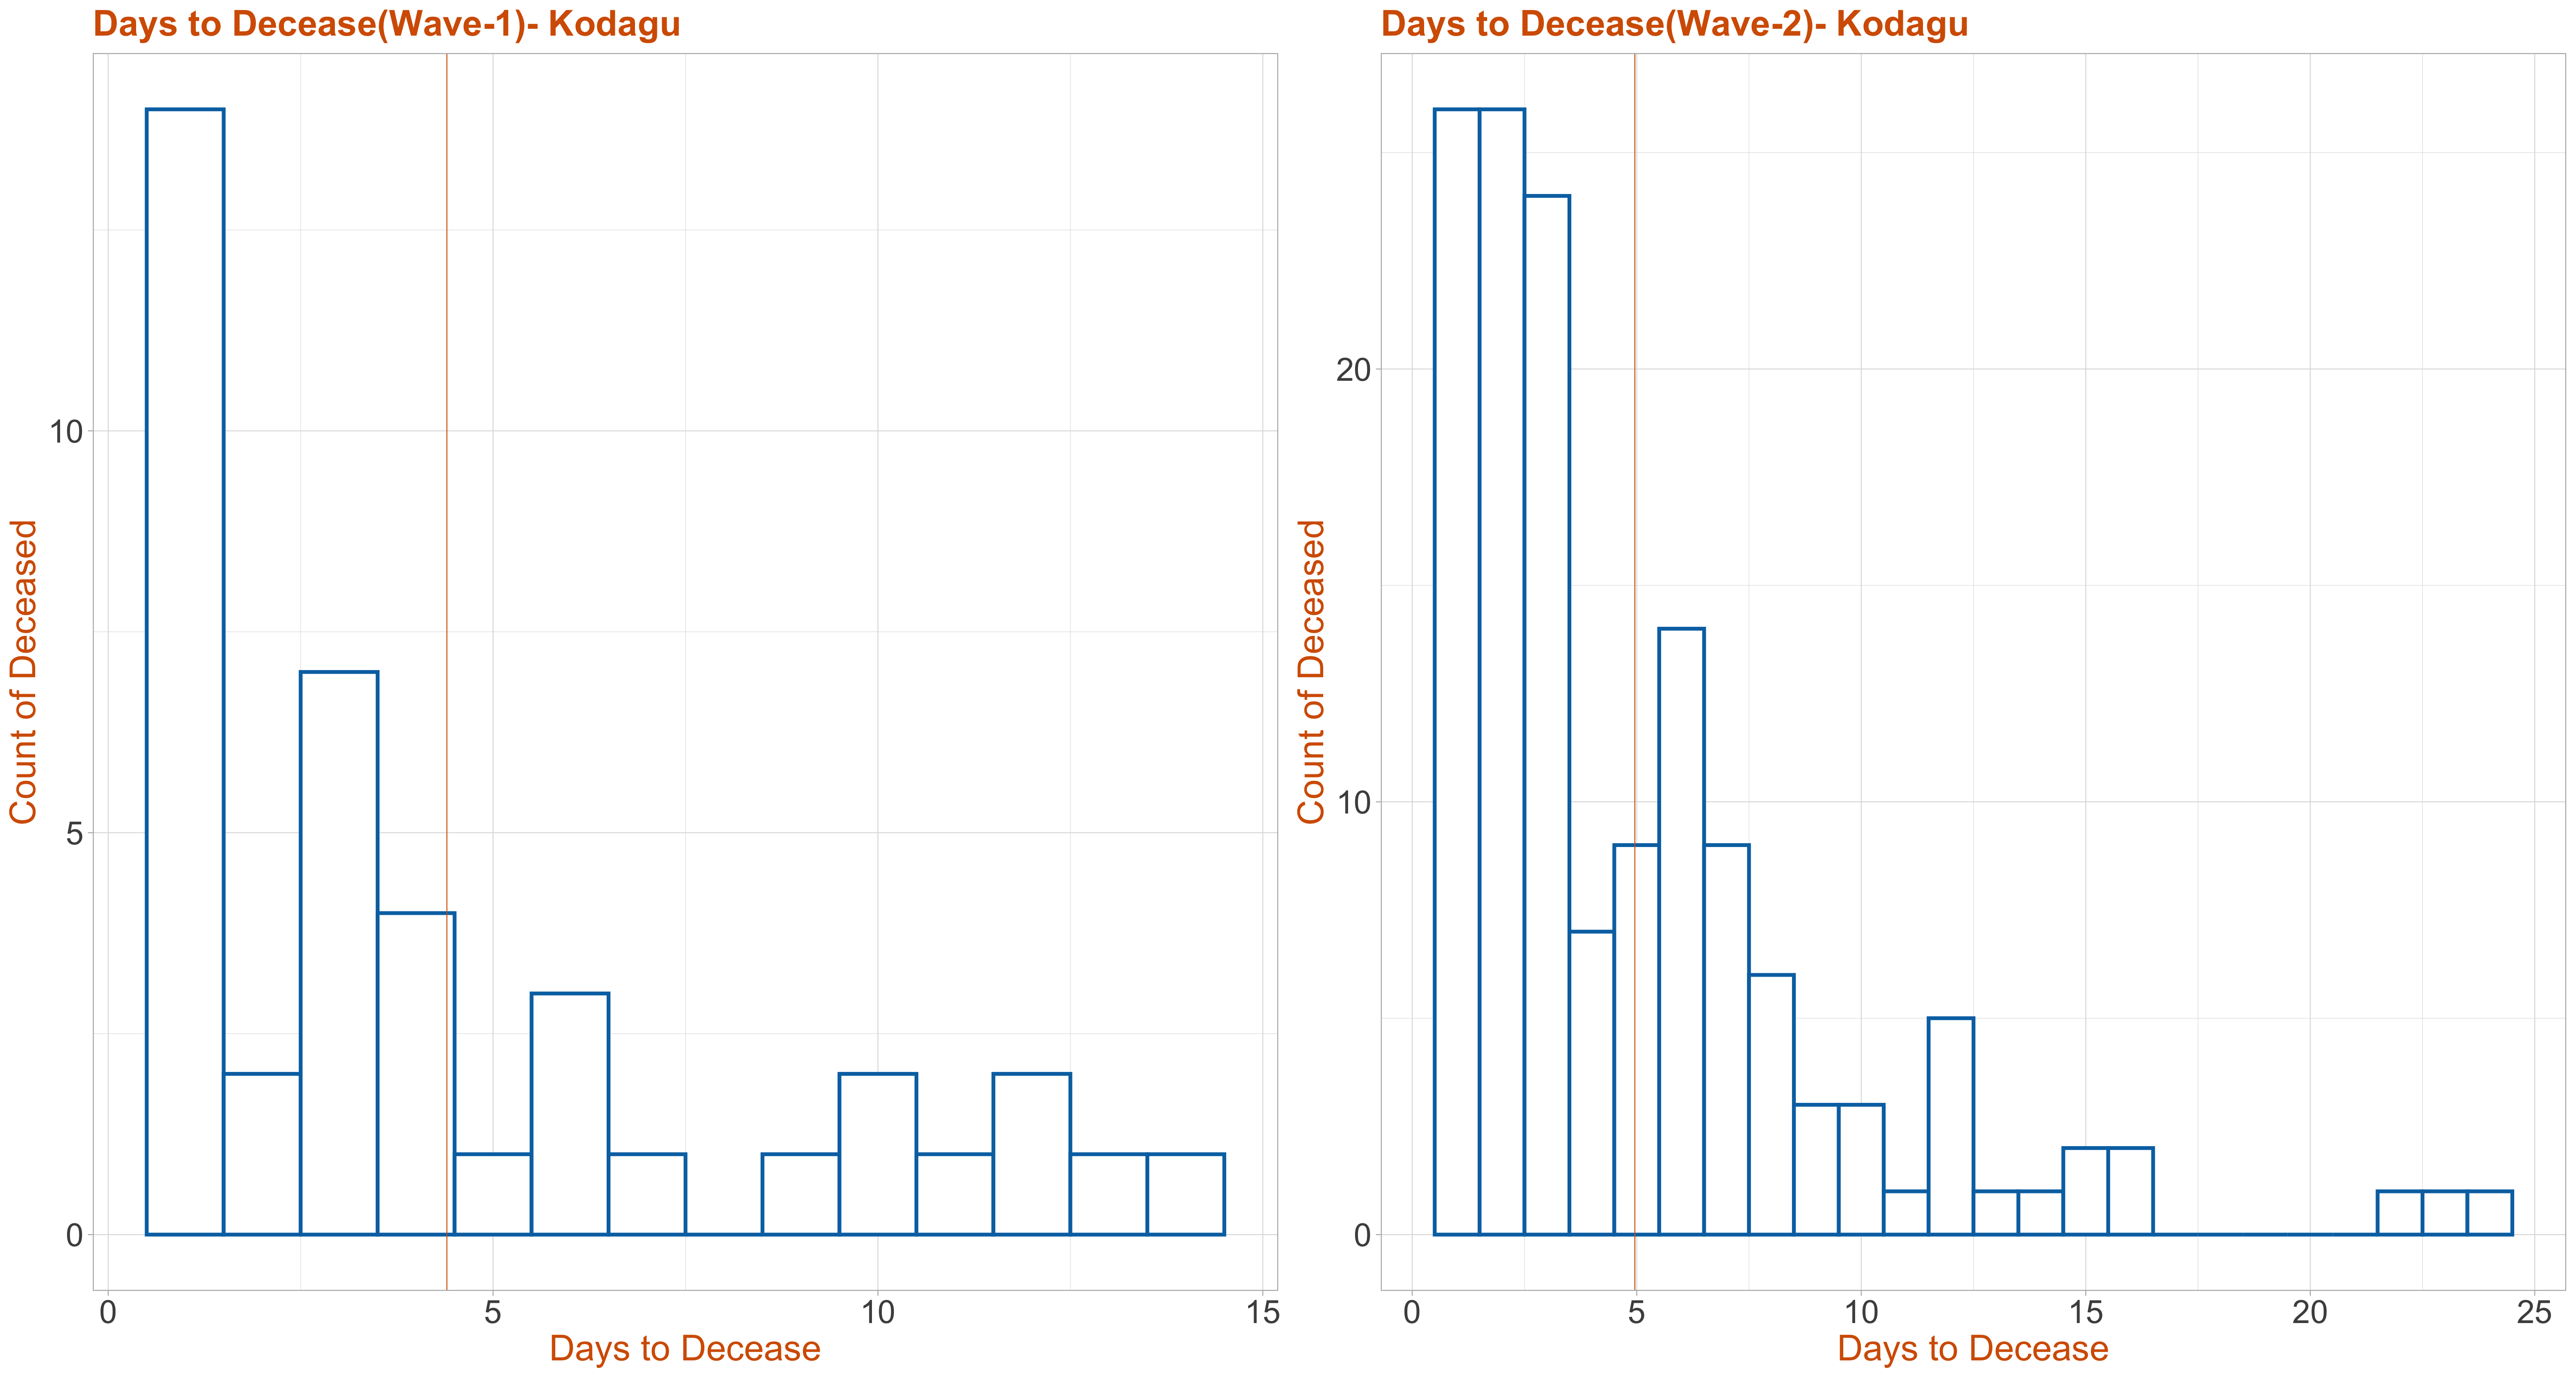 Days to Decease(Wave-1)- Kodagu
Count of Deceased
10
5
0
0 5 10 15
Days to Decease
Days to Decease(Wave-2)- Kodagu
Count of Deceased
20
10
0
0 5 10 15 20 25
Days to Decease